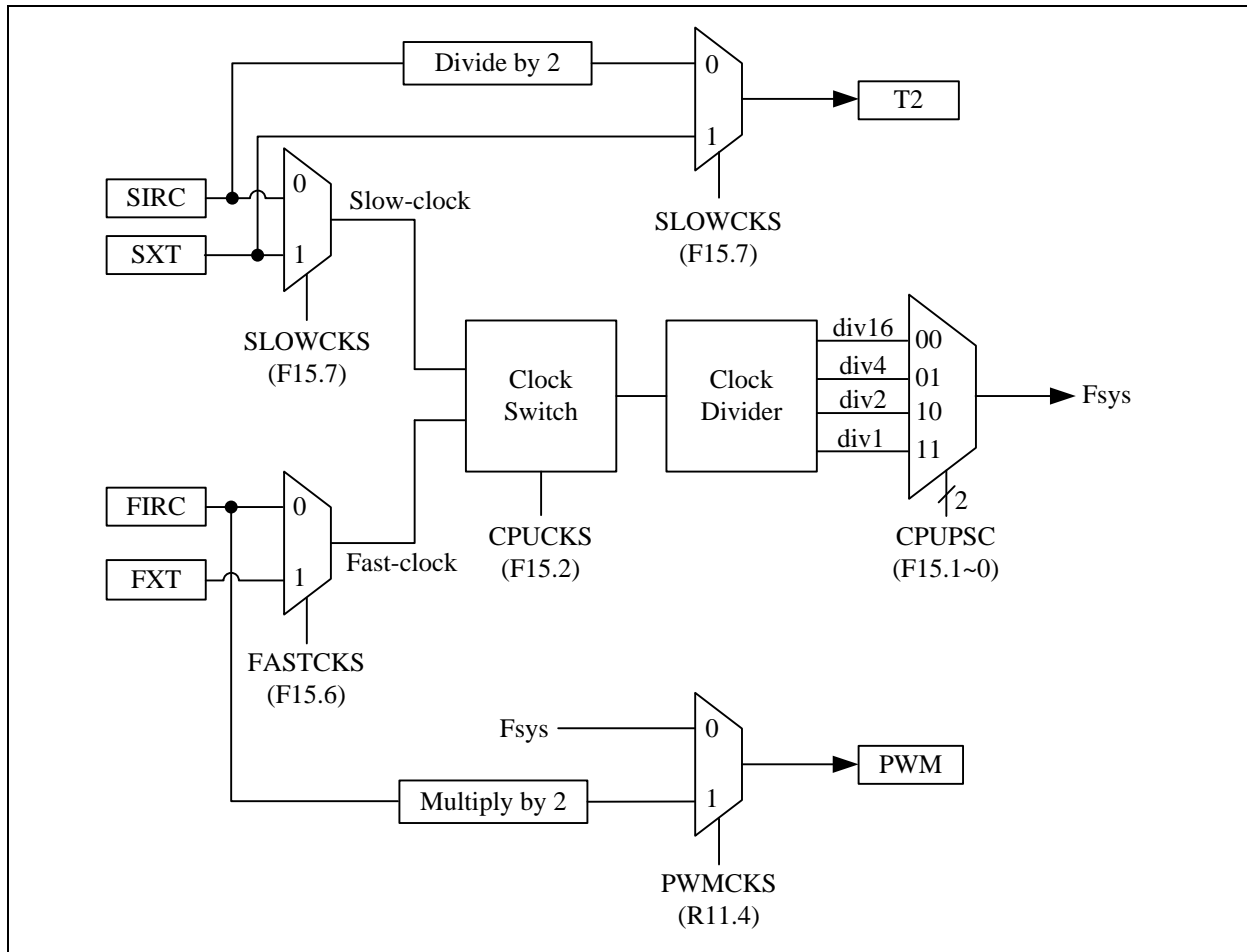 Divide by 2
0
1
T2
SLOWCKS
(F15.7)
SIRC
SXT
0
1
Slow-clock
SLOWCKS
(F15.7)
Clock
Switch
CPUCKS
(F15.2)
Clock
Divider
div16
div4
div2
div1
00
01
10
11
Fsys
2
CPUPSC
(F15.1~0)
FIRC
FXT
0
1
Fast-clock
FASTCKS
(F15.6)
Fsys
Multiply by 2
0
1
PWM
PWMCKS
(R11.4)